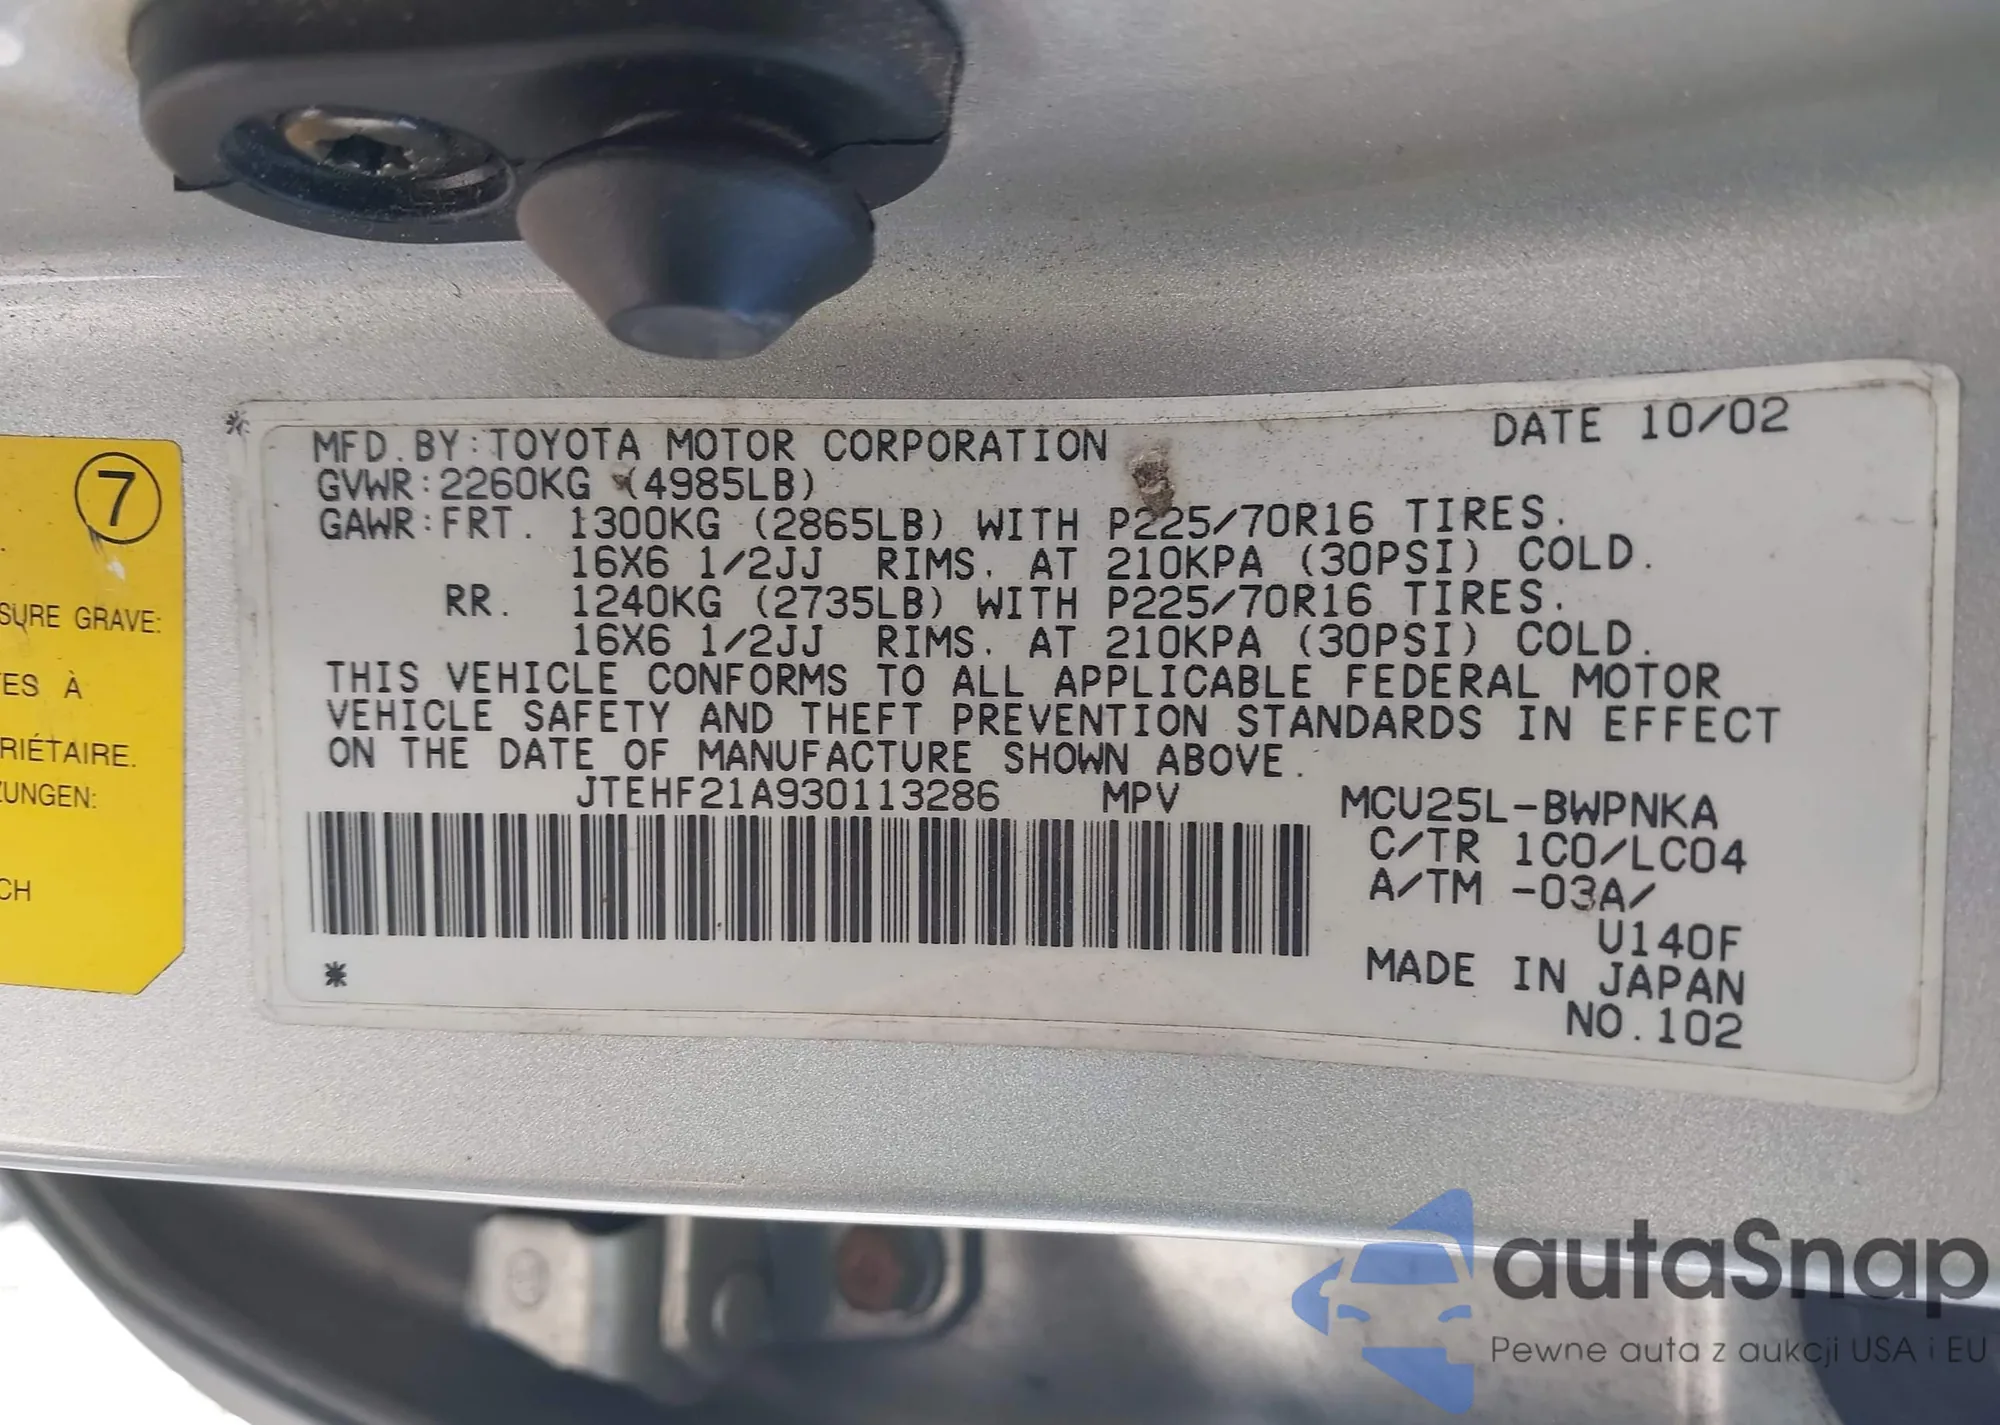 7
SURE GRAVE:
ES À
RIÉTAIRE.
ZUNGEN:
CH
*
MFD.BY:TOYOTA MOTOR CORPORATION DATE 10/02
GVWR:2260KG (4985LB)
GAWR:FRT. 1300KG (2865LB) WITH P225/70R16 TIRES.
16X6 1/2JJ RIMS. AT 210KPA (30PSI) COLD.
RR. 1240KG (2735LB) WITH P225/70R16 TIRES.
16X6 1/2JJ RIMS. AT 210KPA (30PSI) COLD.
THIS VEHICLE CONFORMS TO ALL APPLICABLE FEDERAL MOTOR
VEHICLE SAFETY AND THEFT PREVENTION STANDARDS IN EFFECT
ON THE DATE OF MANUFACTURE SHOWN ABOVE.
JTEHF21A930113286 MPV MCU25L-BWPNKA
C/TR 1C0/LC04
A/TM -03A/
U140F
*
MADE IN JAPAN
NO.102
autaSnap
Pewne auta z aukcji USA i EU